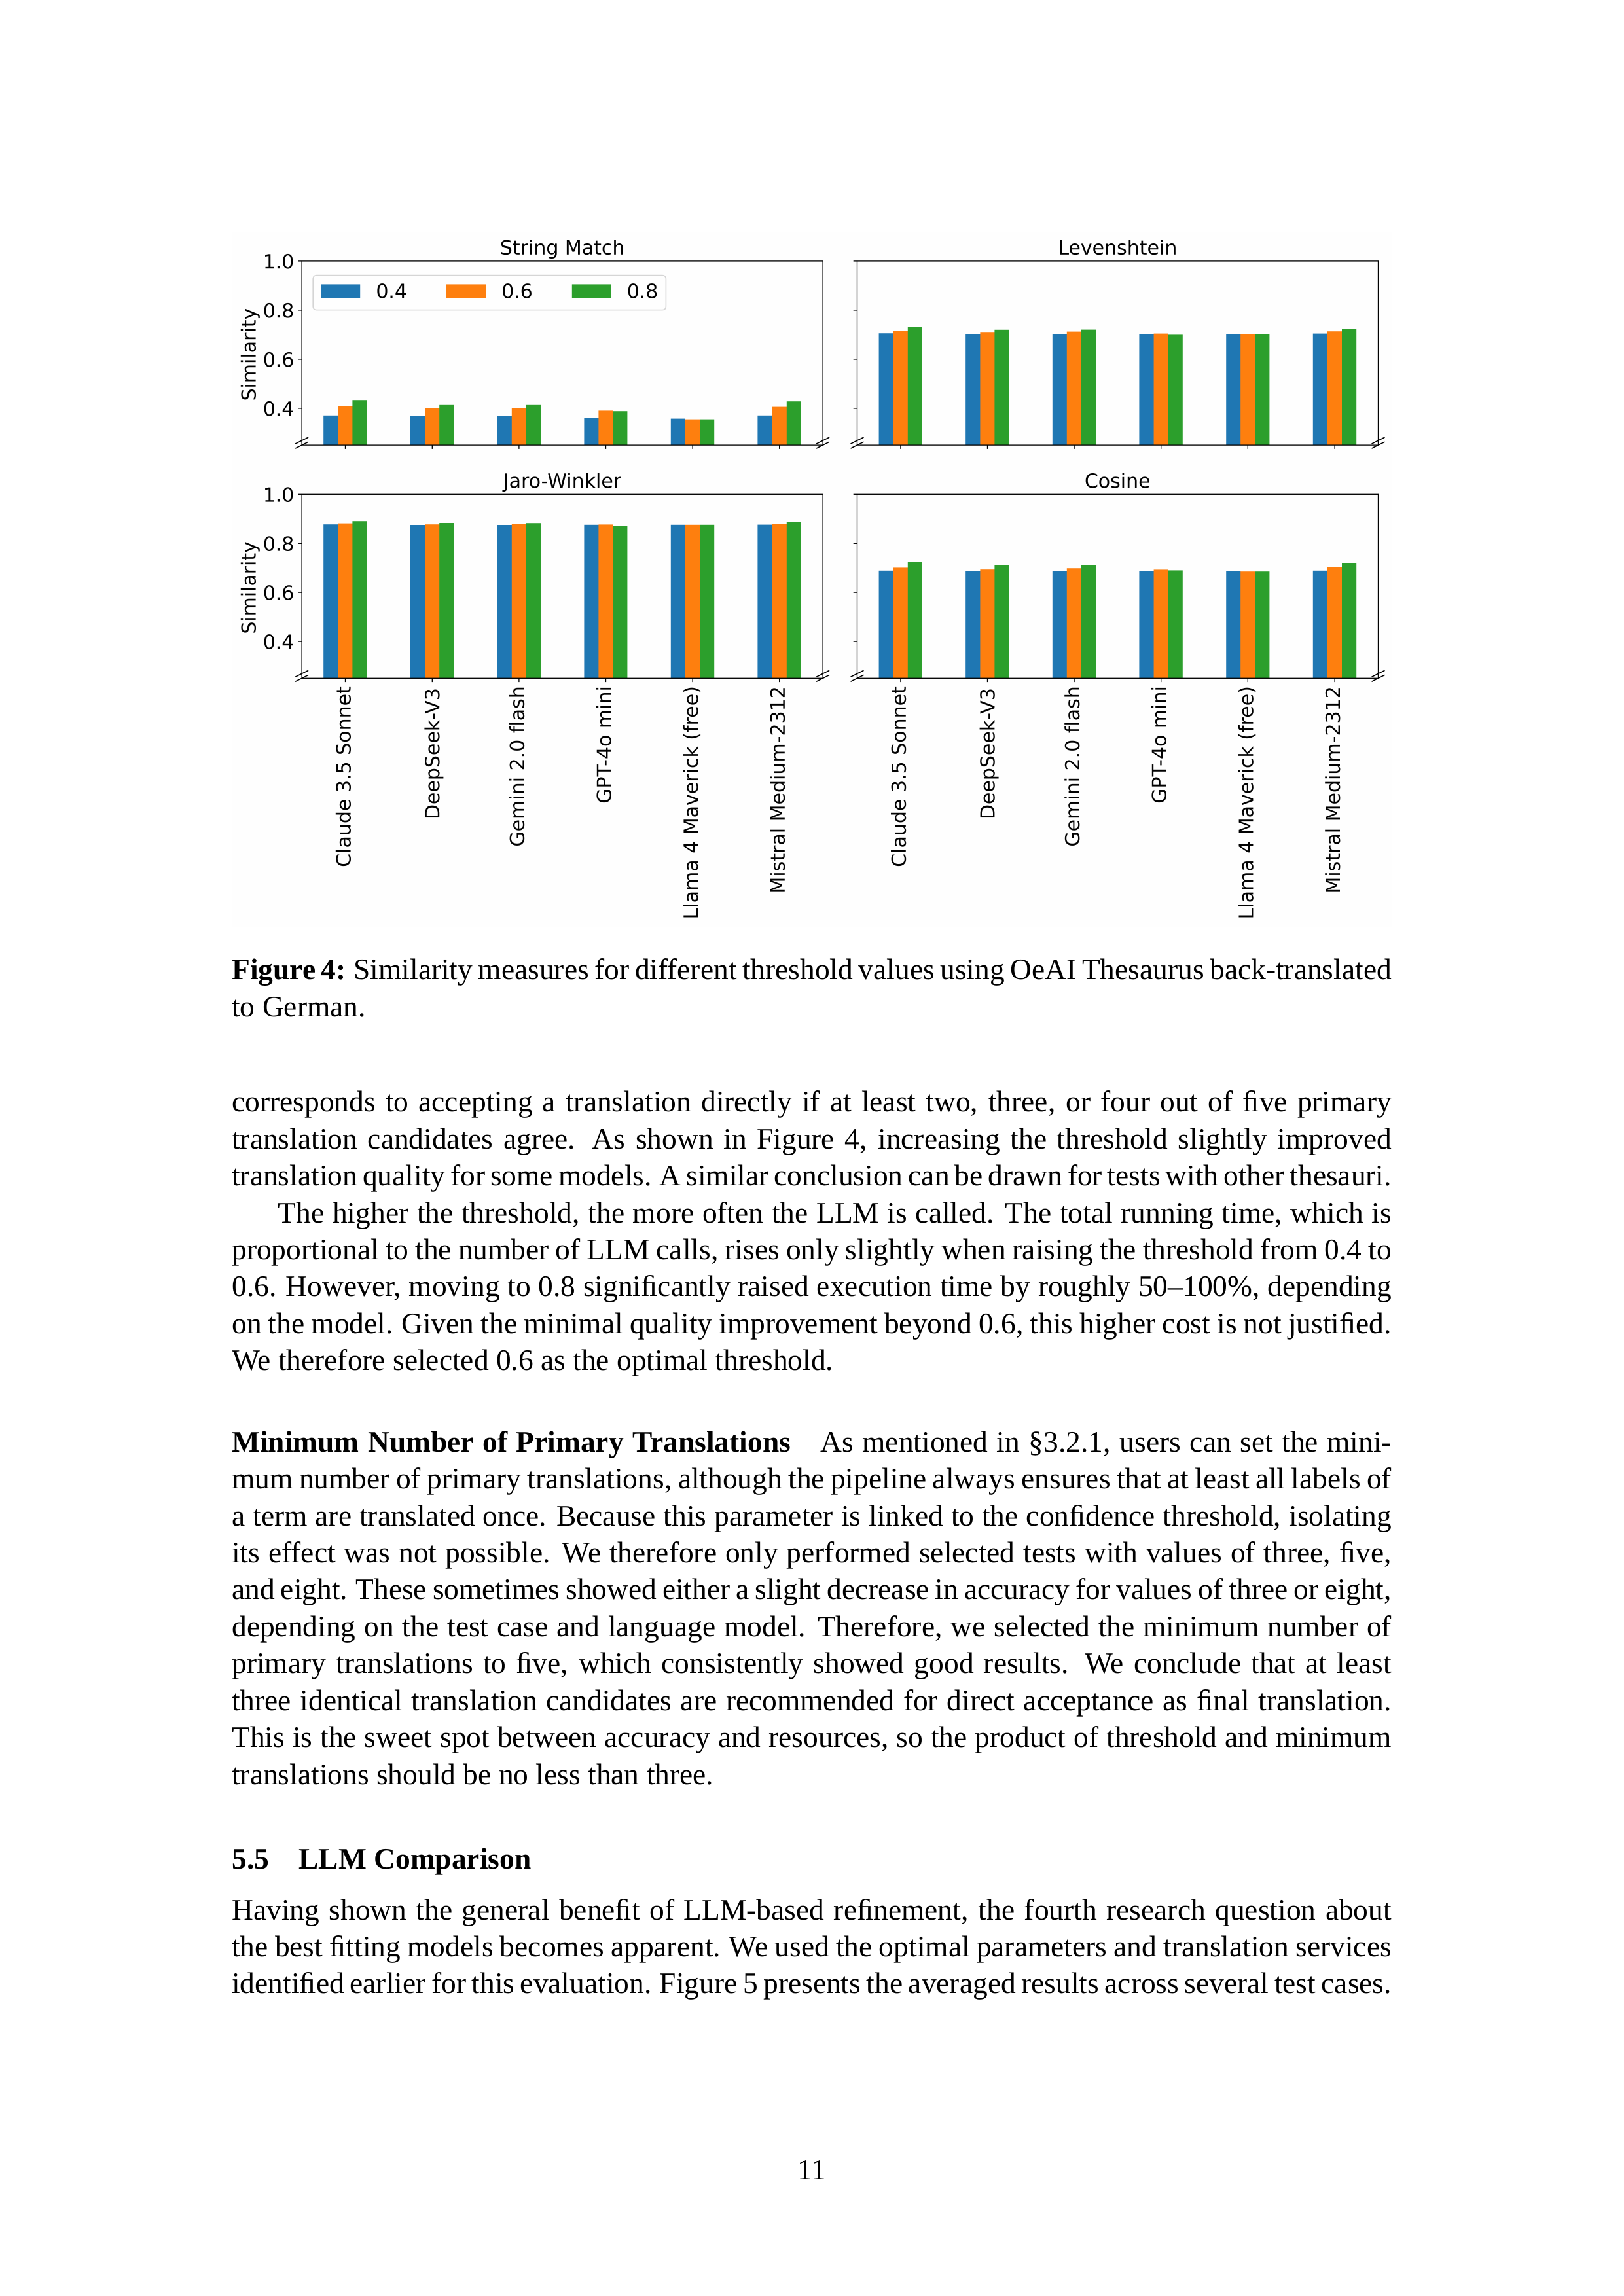 String Match
Levenshtein
1.0
0.8
0.6
0.4
Similarity
0.4 0.6 0.8
Jaro-Winkler
Cosine
1.0
0.8
0.6
0.4
Similarity
Claude 3.5 Sonnet
DeepSeek-V3
Gemini 2.0 flash
GPT-4o mini
Llama 4 Maverick (free)
Mistral Medium-2312
Claude 3.5 Sonnet
DeepSeek-V3
Gemini 2.0 flash
GPT-4o mini
Llama 4 Maverick (free)
Mistral Medium-2312
Figure 4: Similarity measures for different threshold values using OeAI Thesaurus back-translated
to German.
corresponds to accepting a translation directly if at least two, three, or four out of five primary
translation candidates agree. As shown in Figure 4, increasing the threshold slightly improved
translation quality for some models. A similar conclusion can be drawn for tests with other thesauri.
The higher the threshold, the more often the LLM is called. The total running time, which is
proportional to the number of LLM calls, rises only slightly when raising the threshold from 0.4 to
0.6. However, moving to 0.8 significantly raised execution time by roughly 50–100%, depending
on the model. Given the minimal quality improvement beyond 0.6, this higher cost is not justified.
We therefore selected 0.6 as the optimal threshold.
Minimum Number of Primary Translations As mentioned in §3.2.1, users can set the mini-
mum number of primary translations, although the pipeline always ensures that at least all labels of
a term are translated once. Because this parameter is linked to the confidence threshold, isolating
its effect was not possible. We therefore only performed selected tests with values of three, five,
and eight. These sometimes showed either a slight decrease in accuracy for values of three or eight,
depending on the test case and language model. Therefore, we selected the minimum number of
primary translations to five, which consistently showed good results. We conclude that at least
three identical translation candidates are recommended for direct acceptance as final translation.
This is the sweet spot between accuracy and resources, so the product of threshold and minimum
translations should be no less than three.
5.5 LLM Comparison
Having shown the general benefit of LLM-based refinement, the fourth research question about
the best fitting models becomes apparent. We used the optimal parameters and translation services
identified earlier for this evaluation. Figure 5 presents the averaged results across several test cases.
11